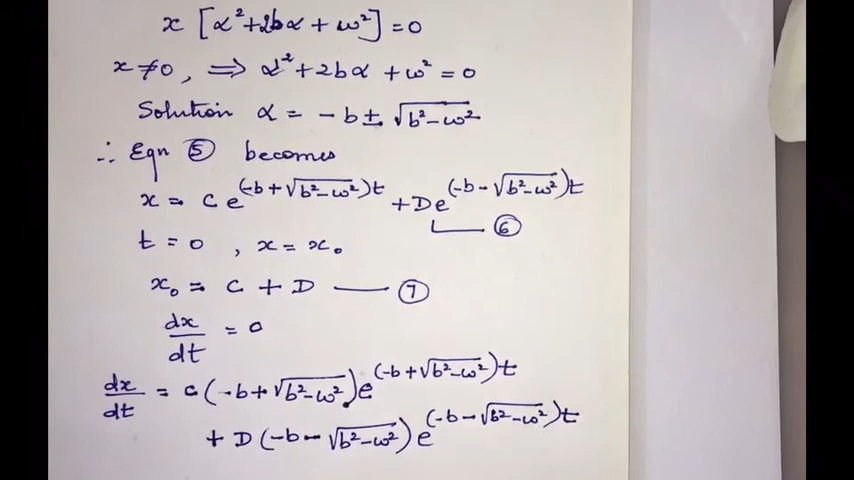 x [α² + 2bα + ω²] = 0
x ≠ 0, ⟹ α² + 2bα + ω² = 0
Solution α = -b ± √(b²-ω²)
∴ Eqn ⑤ becomes
x = C e^(-b+√(b²-ω²))t + D e^(-b-√(b²-ω²))t —— ⑥
t = 0, x = x₀
x₀ = C + D —— ⑦
dx/dt = 0
dx/dt = C (-b+√(b²-ω²)) e^(-b+√(b²-ω²))t
+ D (-b-√(b²-ω²)) e^(-b-√(b²-ω²))t